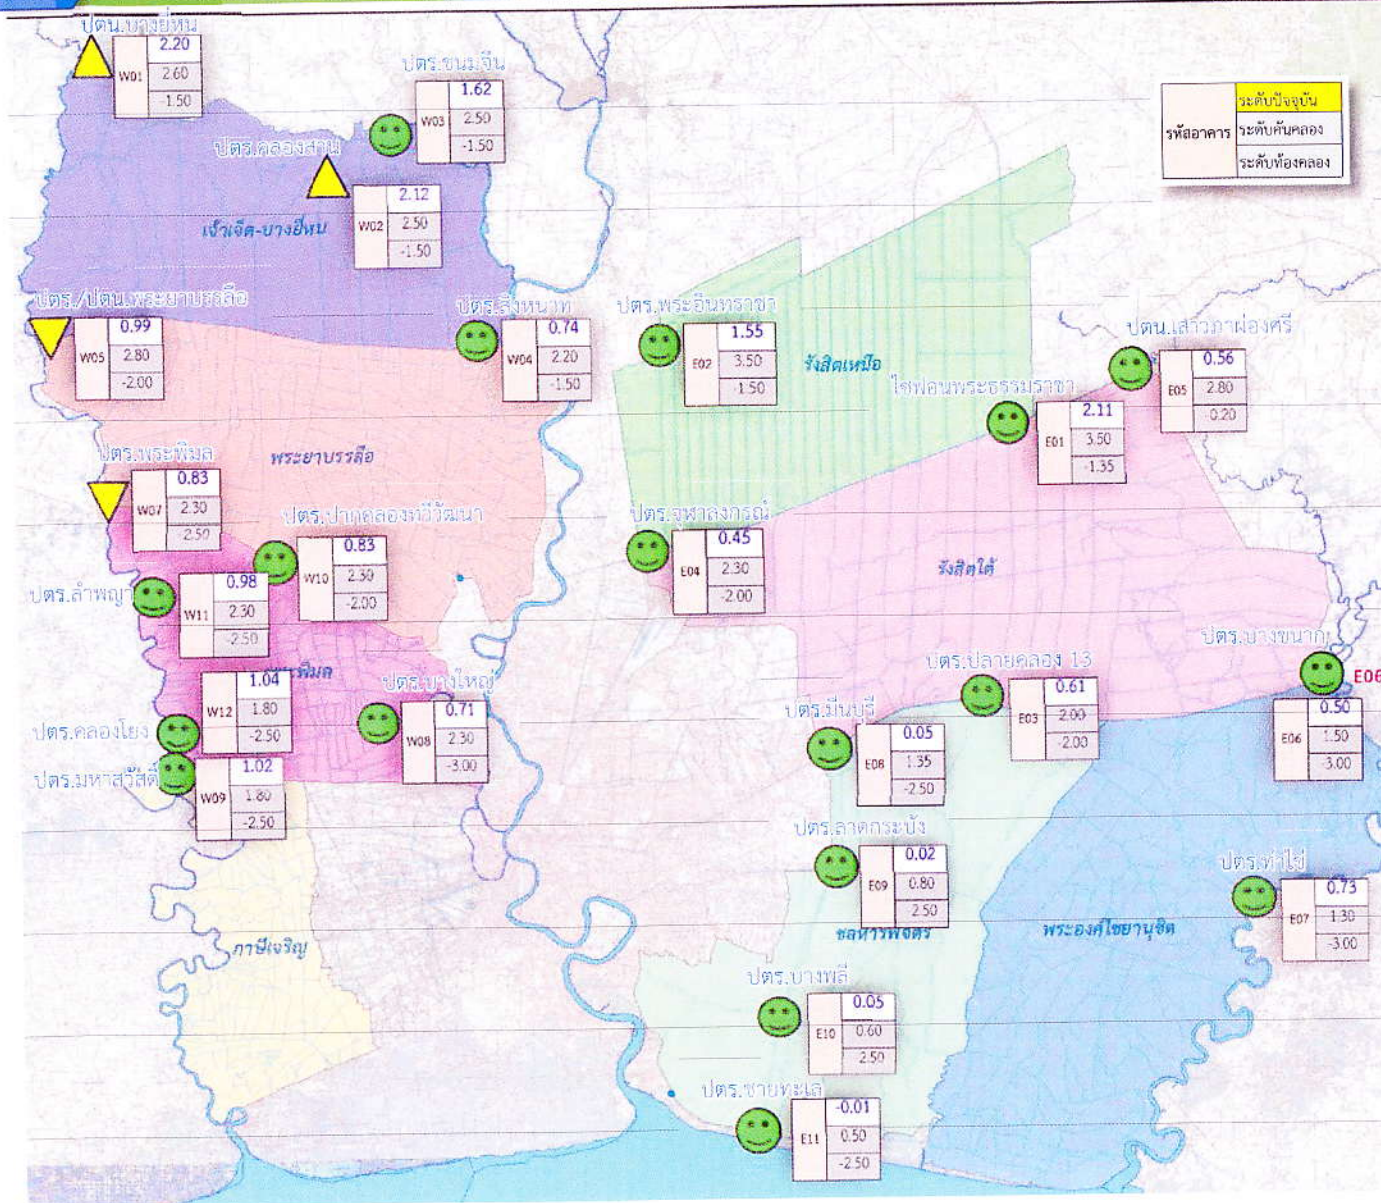 ปตน.บางยี่หน
W01
2.20
2.60
-1.50
ปตร.ขนมจีน
W03
1.62
2.50
-1.50
รหัสอาคาร
ระดับปัจจุบัน
ระดับคันคลอง
ระดับท้องคลอง
ปตร.คลองสาน
W02
2.12
2.50
-1.50
เจ้าเจ็ด-บางยี่หน
ปตร./ปตน.พระยาบรรลือ
W05
0.99
2.80
-2.00
ปตร.สิงหนาท
W04
0.74
2.20
-1.50
ปตร.พระอินทราชา
E02
1.55
3.50
-1.50
รังสิตเหนือ
ปตน.เสาวภาผ่องศรี
E05
0.56
2.80
-0.20
ไซฟอนพระธรรมราชา
E01
2.11
3.50
-1.35
พระยาบรรลือ
ปตร.พระพิมล
W07
0.83
2.30
-2.50
ปตร.ปากคลองทวีวัฒนา
W10
0.83
2.30
-2.00
ปตร.จุฬาลงกรณ์
E04
0.45
2.30
-2.00
รังสิตใต้
ปตร.ลำพญา
W11
0.98
2.30
-2.50
พิมล
ปตร.บางขนาก
E06
E06
0.50
1.50
-3.00
ปตร.ปลายคลอง 13
E03
0.61
2.00
-2.00
ปตร.บางใหญ่
W08
0.71
2.30
-3.00
ปตร.คลองโยง
W12
1.04
1.80
-2.50
ปตร.มีนบุรี
E08
0.05
1.35
-2.50
ปตร.มหาสวัสดิ์
W09
1.02
1.80
-2.50
ปตร.ลาดกระบัง
E09
0.02
0.80
2.50
ปตร.ท่าไข่
E07
0.73
1.30
-3.00
ชลหารพิจิตร
พระองค์ไชยานุชิต
ภาษีเจริญ
ปตร.บางพลี
E10
0.05
0.60
2.50
ปตร.ชายทะเล
E11
-0.01
0.50
-2.50